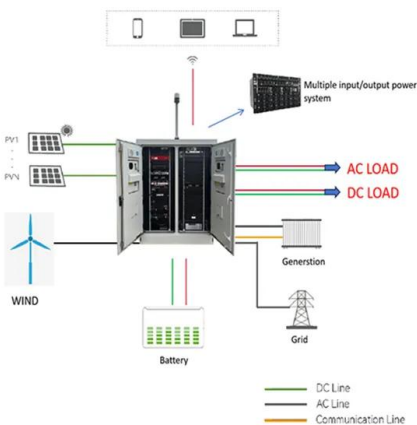 Multiple input/output power
system
PV1
PVN
AC LOAD
DC LOAD
WIND
Generstion
Battery
Grid
DC Line
AC Line
Communication Line